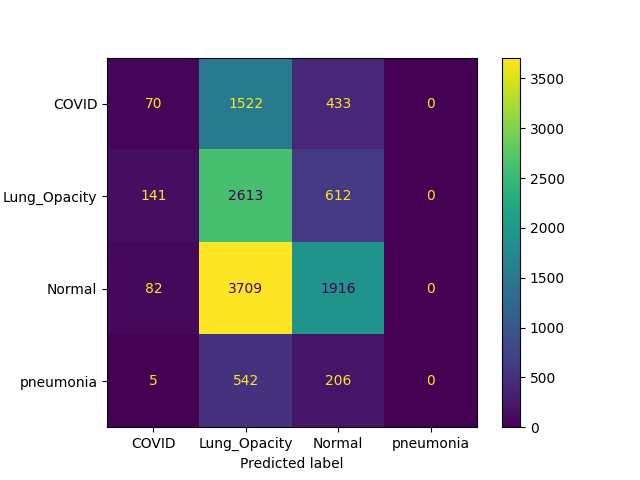 COVID 70 1522 433 0
Lung_Opacity 141 2613 612 0
Normal 82 3709 1916 0
pneumonia 5 542 206 0
COVID Lung_Opacity Normal pneumonia
Predicted label
3500
3000
2500
2000
1500
1000
500
0